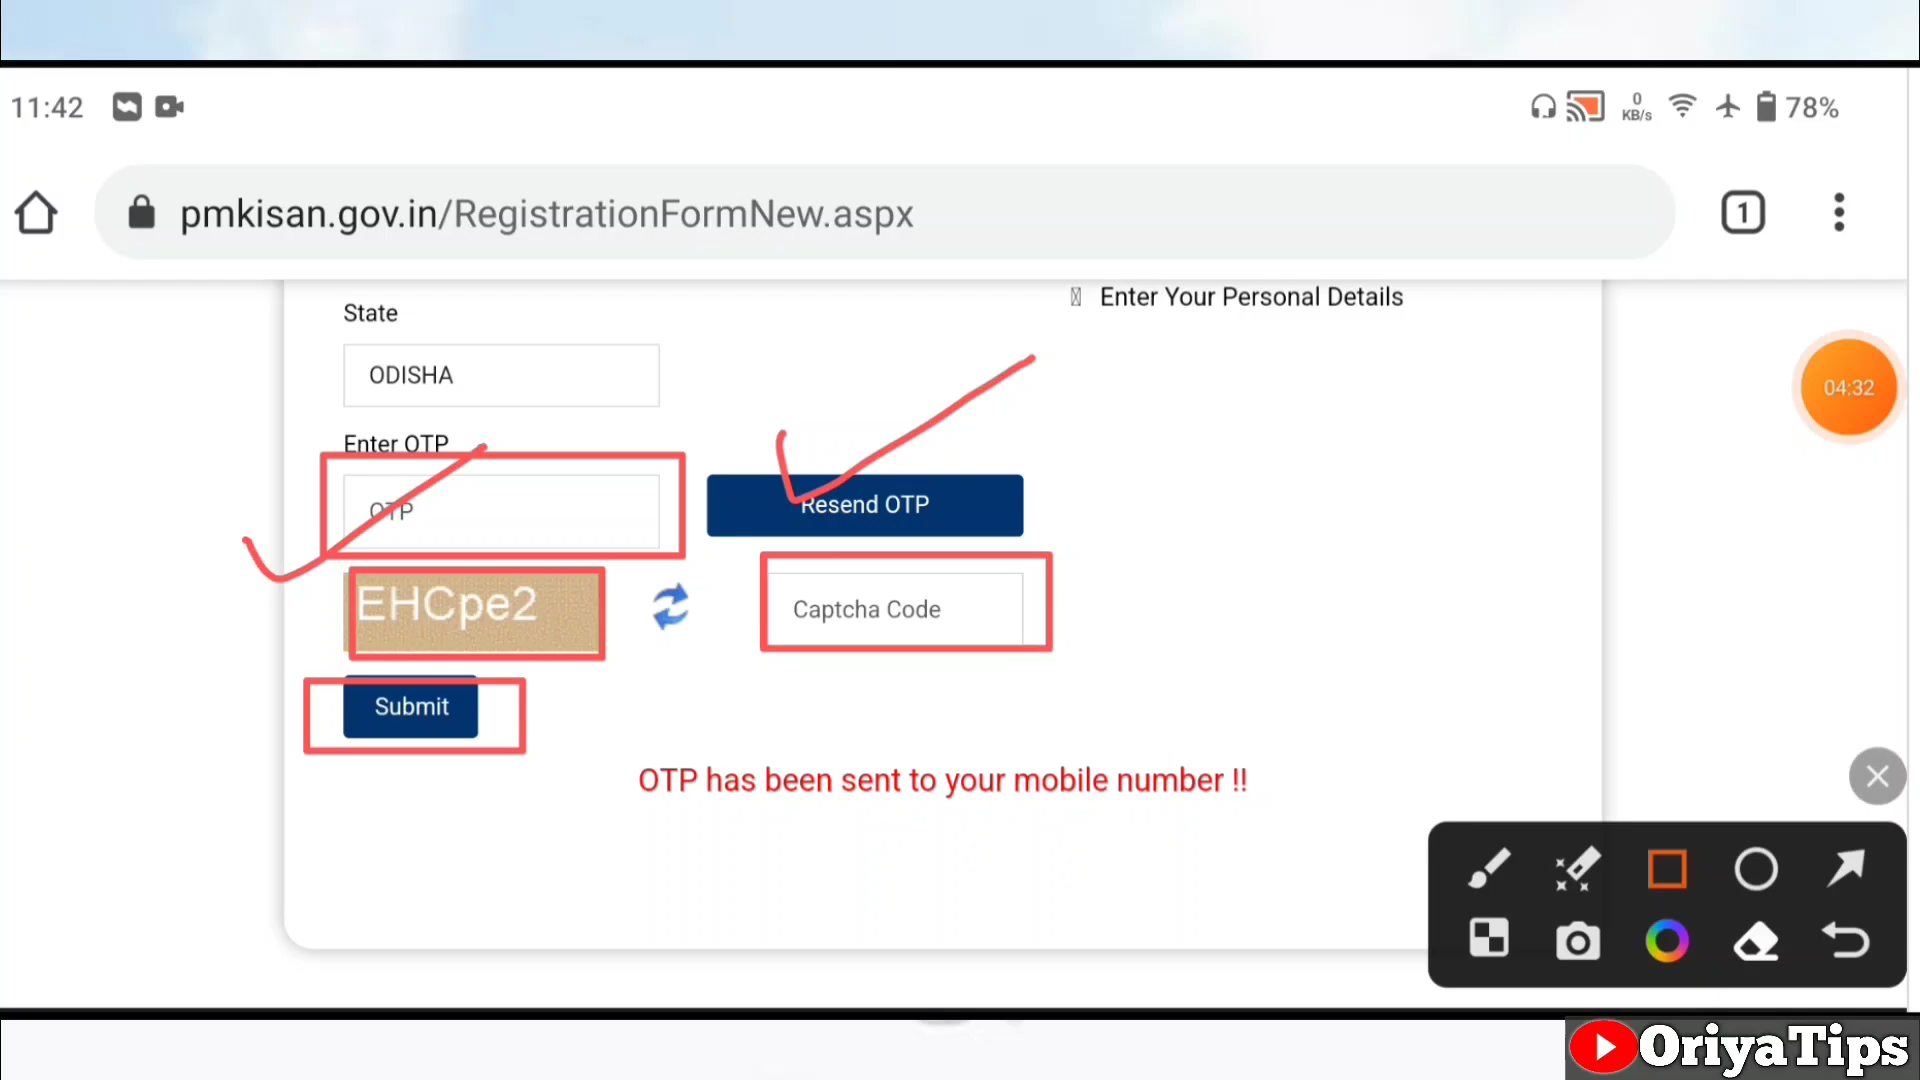 11:42
0
KB/s
78%
pmkisan.gov.in/RegistrationFormNew.aspx
1
Enter Your Personal Details
State
ODISHA
04:32
Enter OTP
OTP
Resend OTP
EHCpe2
Captcha Code
Submit
OTP has been sent to your mobile number !!
OriyaTips